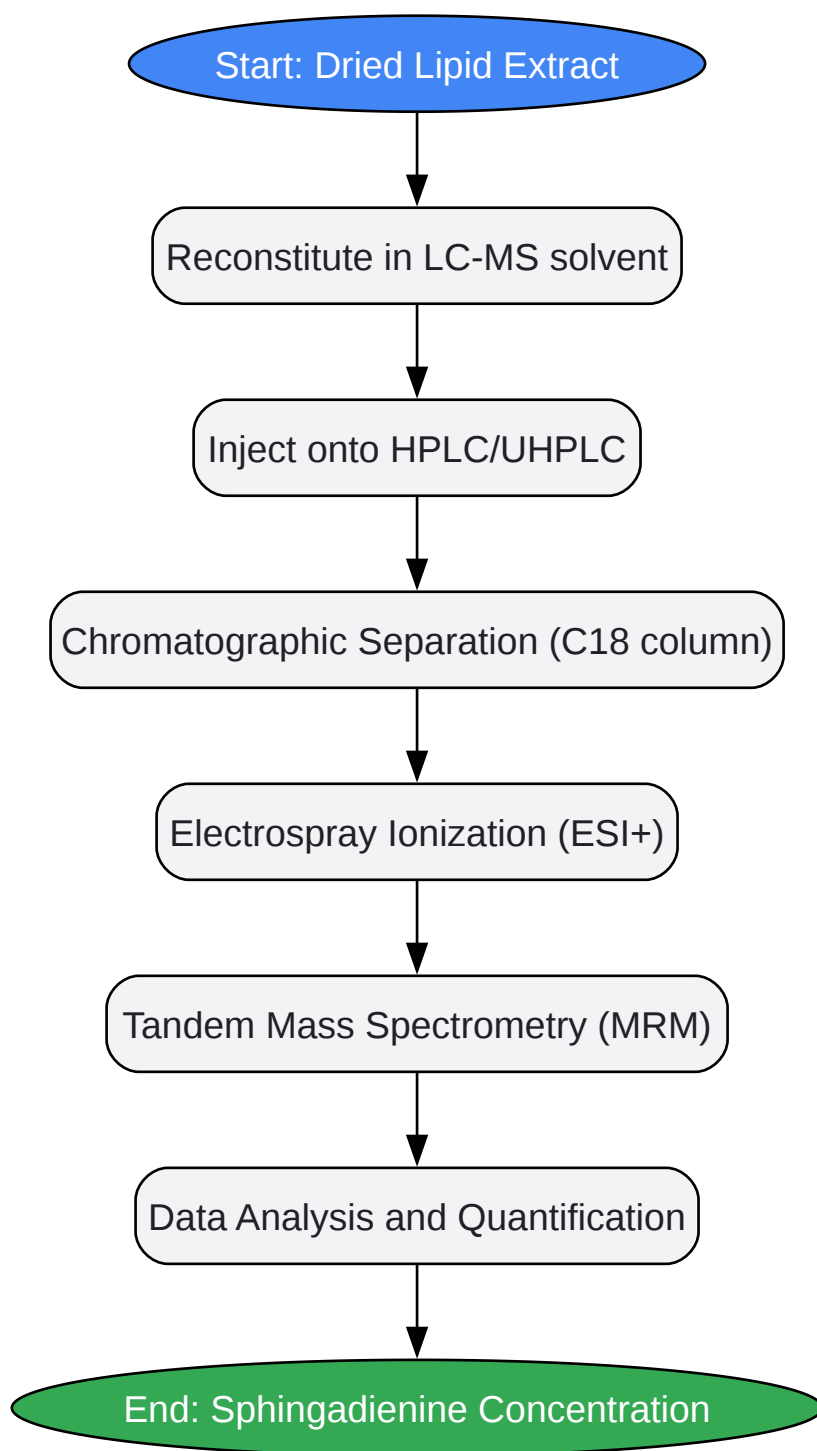 Start: Dried Lipid Extract
Reconstitute in LC-MS solvent
Inject onto HPLC/UHPLC
Chromatographic Separation (C18 column)
Electrospray Ionization (ESI+)
Tandem Mass Spectrometry (MRM)
Data Analysis and Quantification
End: Sphingadienine Concentration